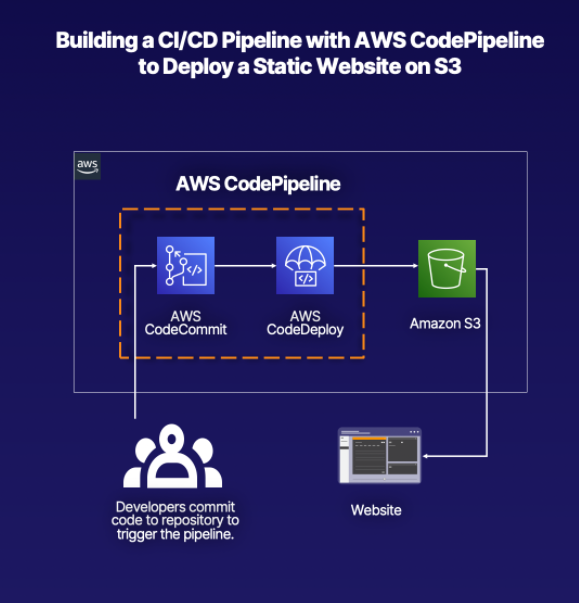 Building a CI/CD Pipeline with AWS CodePipeline
to Deploy a Static Website on S3
aws
AWS CodePipeline
AWS
CodeCommit
AWS
CodeDeploy
Amazon S3
Developers commit
code to repository to
trigger the pipeline.
Website